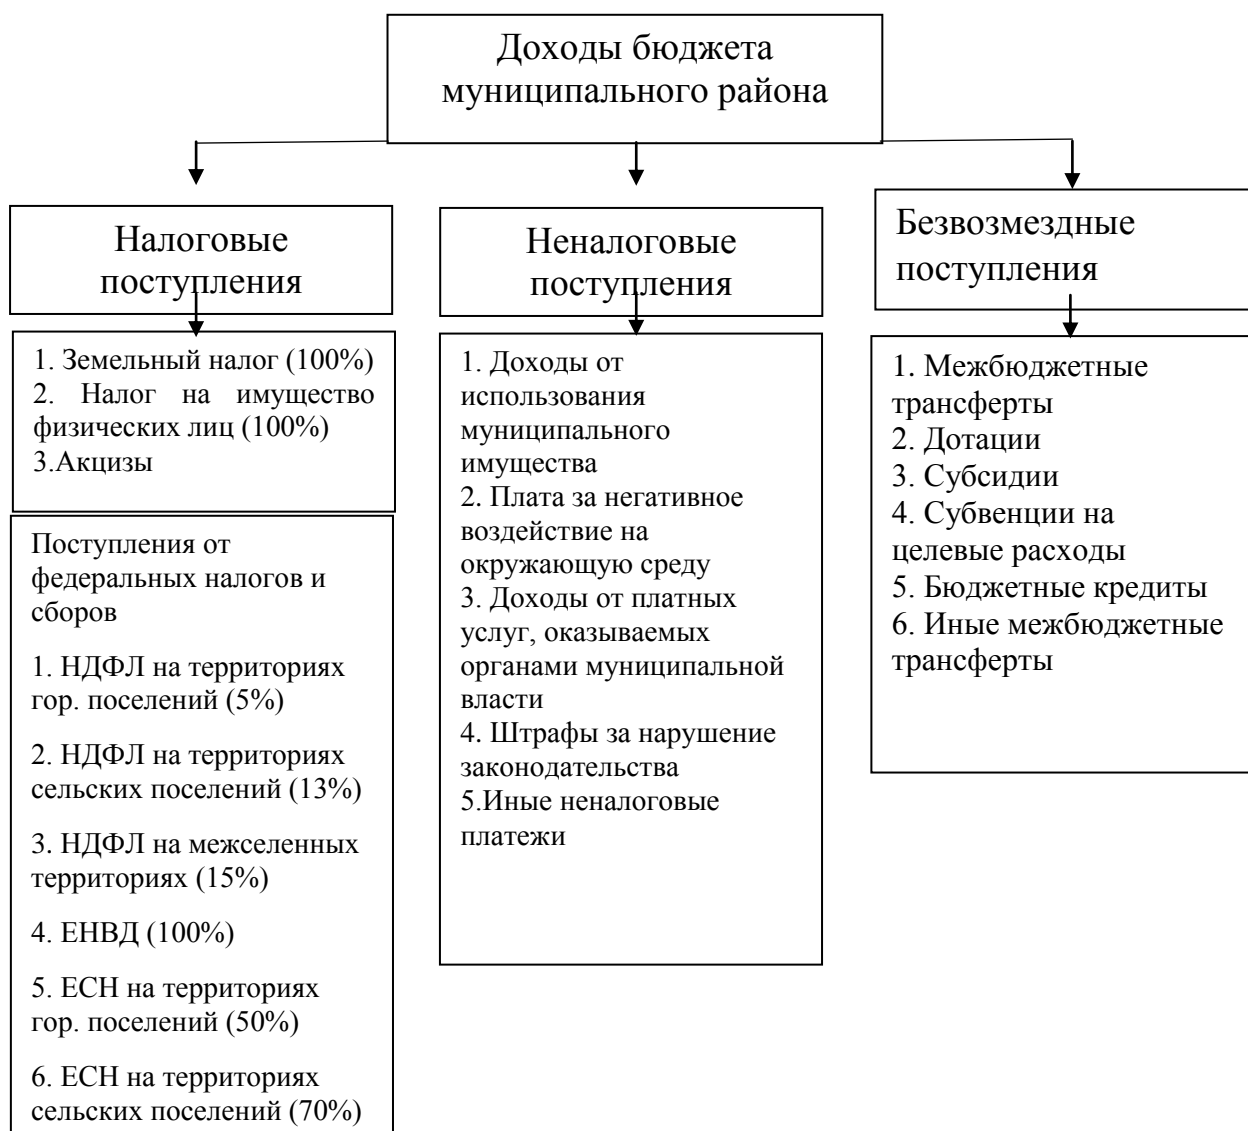 Доходы бюджета
муниципального района
Налоговые
поступления
1. Земельный налог (100%)
2. Налог на имущество
физических лиц (100%)
3.Акцизы
Поступления от
федеральных налогов и
сборов
1. НДФЛ на территориях
гор. поселений (5%)
2. НДФЛ на территориях
сельских поселений (13%)
3. НДФЛ на межселенных
территориях (15%)
4. ЕНВД (100%)
5. ЕСН на территориях
гор. поселений (50%)
6. ЕСН на территориях
сельских поселений (70%)
Неналоговые
поступления
1. Доходы от
использования
муниципального
имущества
2. Плата за негативное
воздействие на
окружающую среду
3. Доходы от платных
услуг, оказываемых
органами муниципальной
власти
4. Штрафы за нарушение
законодательства
5.Иные неналоговые
платежи
Безвозмездные
поступления
1. Межбюджетные
трансферты
2. Дотации
3. Субсидии
4. Субвенции на
целевые расходы
5. Бюджетные кредиты
6. Иные межбюджетные
трансферты